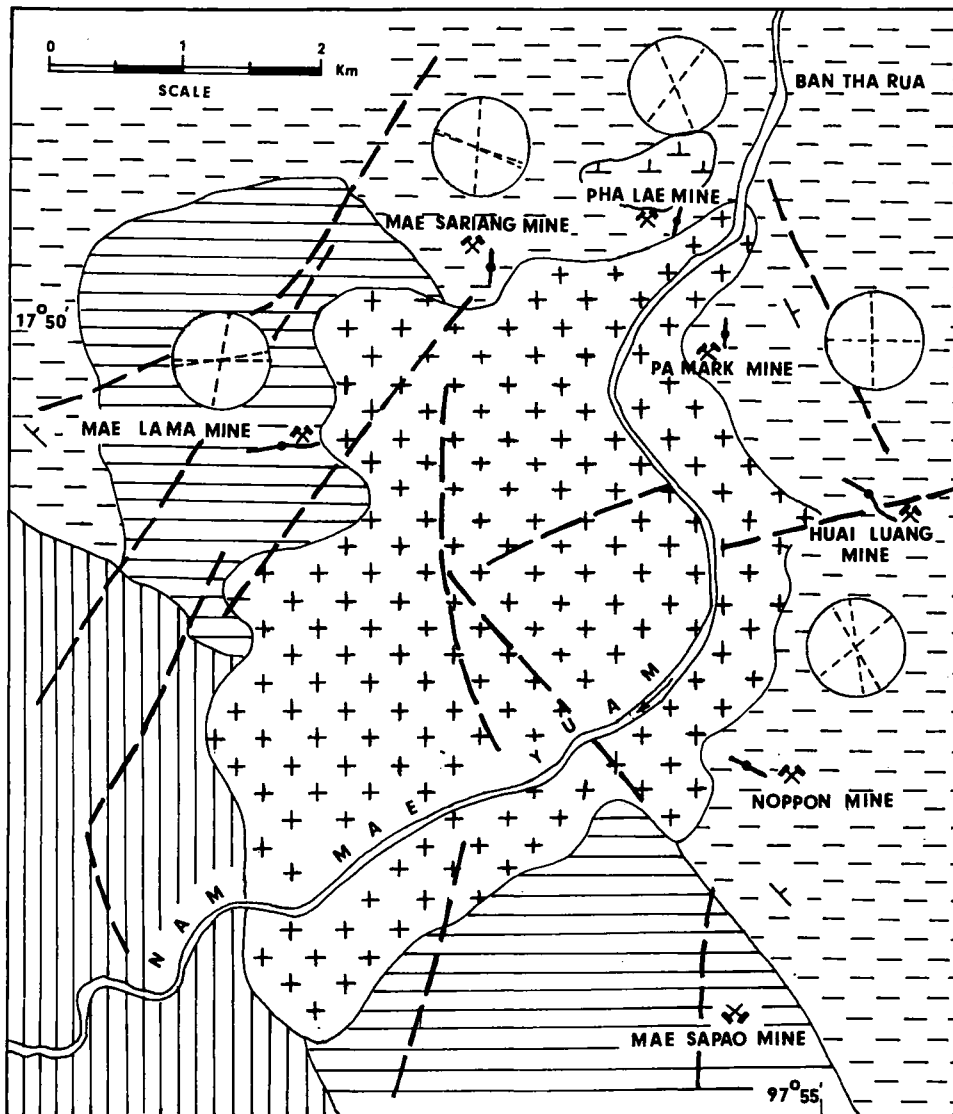 0 1 2
Km
SCALE
BAN THA RUA
PHA LAE MINE
MAE SARIANG MINE
17°50′
PA MARK MINE
MAE LA MA MINE
HUAI LUANG
MINE
NAM MAE YUAM
NOPPON MINE
MAE SAPAO MINE
97°55′